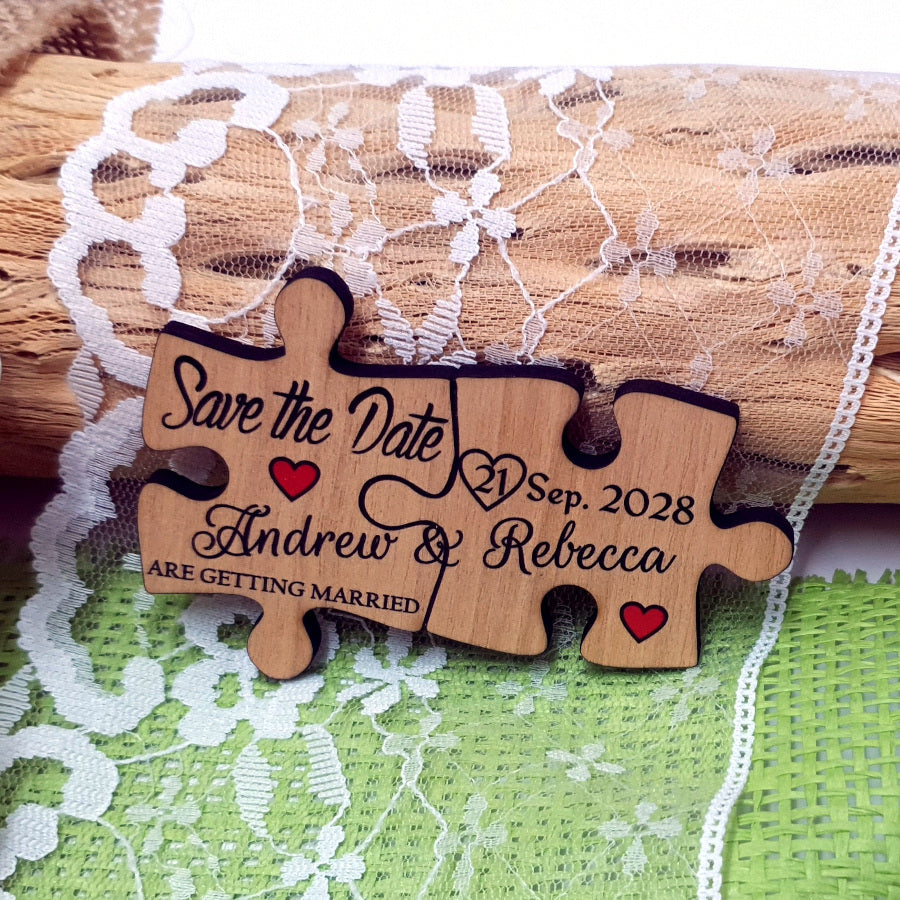 Save the Date
21 Sep. 2028
Andrew & Rebecca
ARE GETTING MARRIED